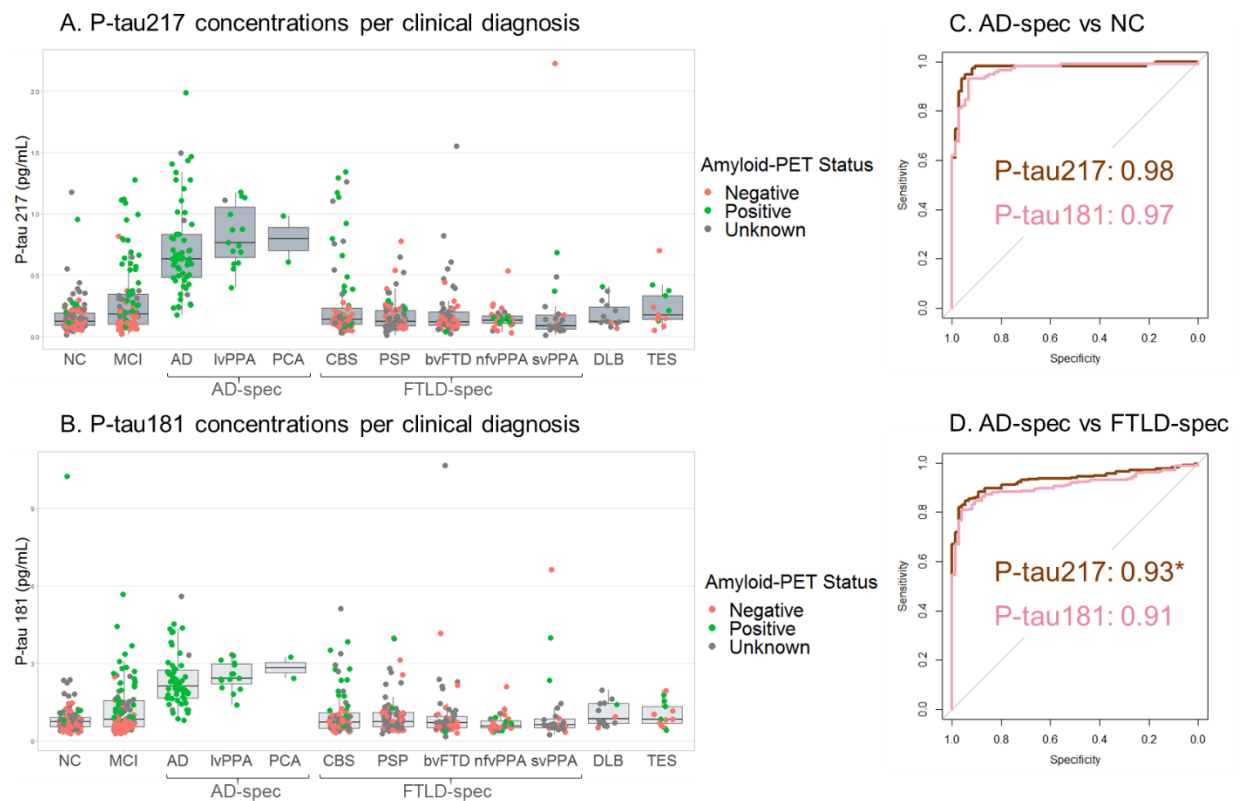 A. P-tau217 concentrations per clinical diagnosis
P-tau 217 (pg/mL)
2.0
1.5
1.0
0.5
0.0
NC MCI AD lvPPA PCA CBS PSP bvFTD nfvPPA svPPA DLB TES
AD-spec FTLD-spec
Amyloid-PET Status
Negative
Positive
Unknown
C. AD-spec vs NC
Sensitivity
1.0
0.8
0.6
0.4
0.2
0.0
P-tau217: 0.98
P-tau181: 0.97
1.0 0.8 0.6 0.4 0.2 0.0
Specificity
B. P-tau181 concentrations per clinical diagnosis
P-tau 181 (pg/mL)
9
6
3
0
NC MCI AD lvPPA PCA CBS PSP bvFTD nfvPPA svPPA DLB TES
AD-spec FTLD-spec
Amyloid-PET Status
Negative
Positive
Unknown
D. AD-spec vs FTLD-spec
Sensitivity
1.0
0.8
0.6
0.4
0.2
0.0
P-tau217: 0.93*
P-tau181: 0.91
1.0 0.8 0.6 0.4 0.2 0.0
Specificity